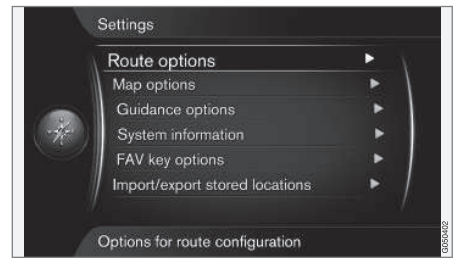 Settings
Route options
Map options
Guidance options
System information
FAV key options
Import/export stored locations
Options for route configuration
G050402